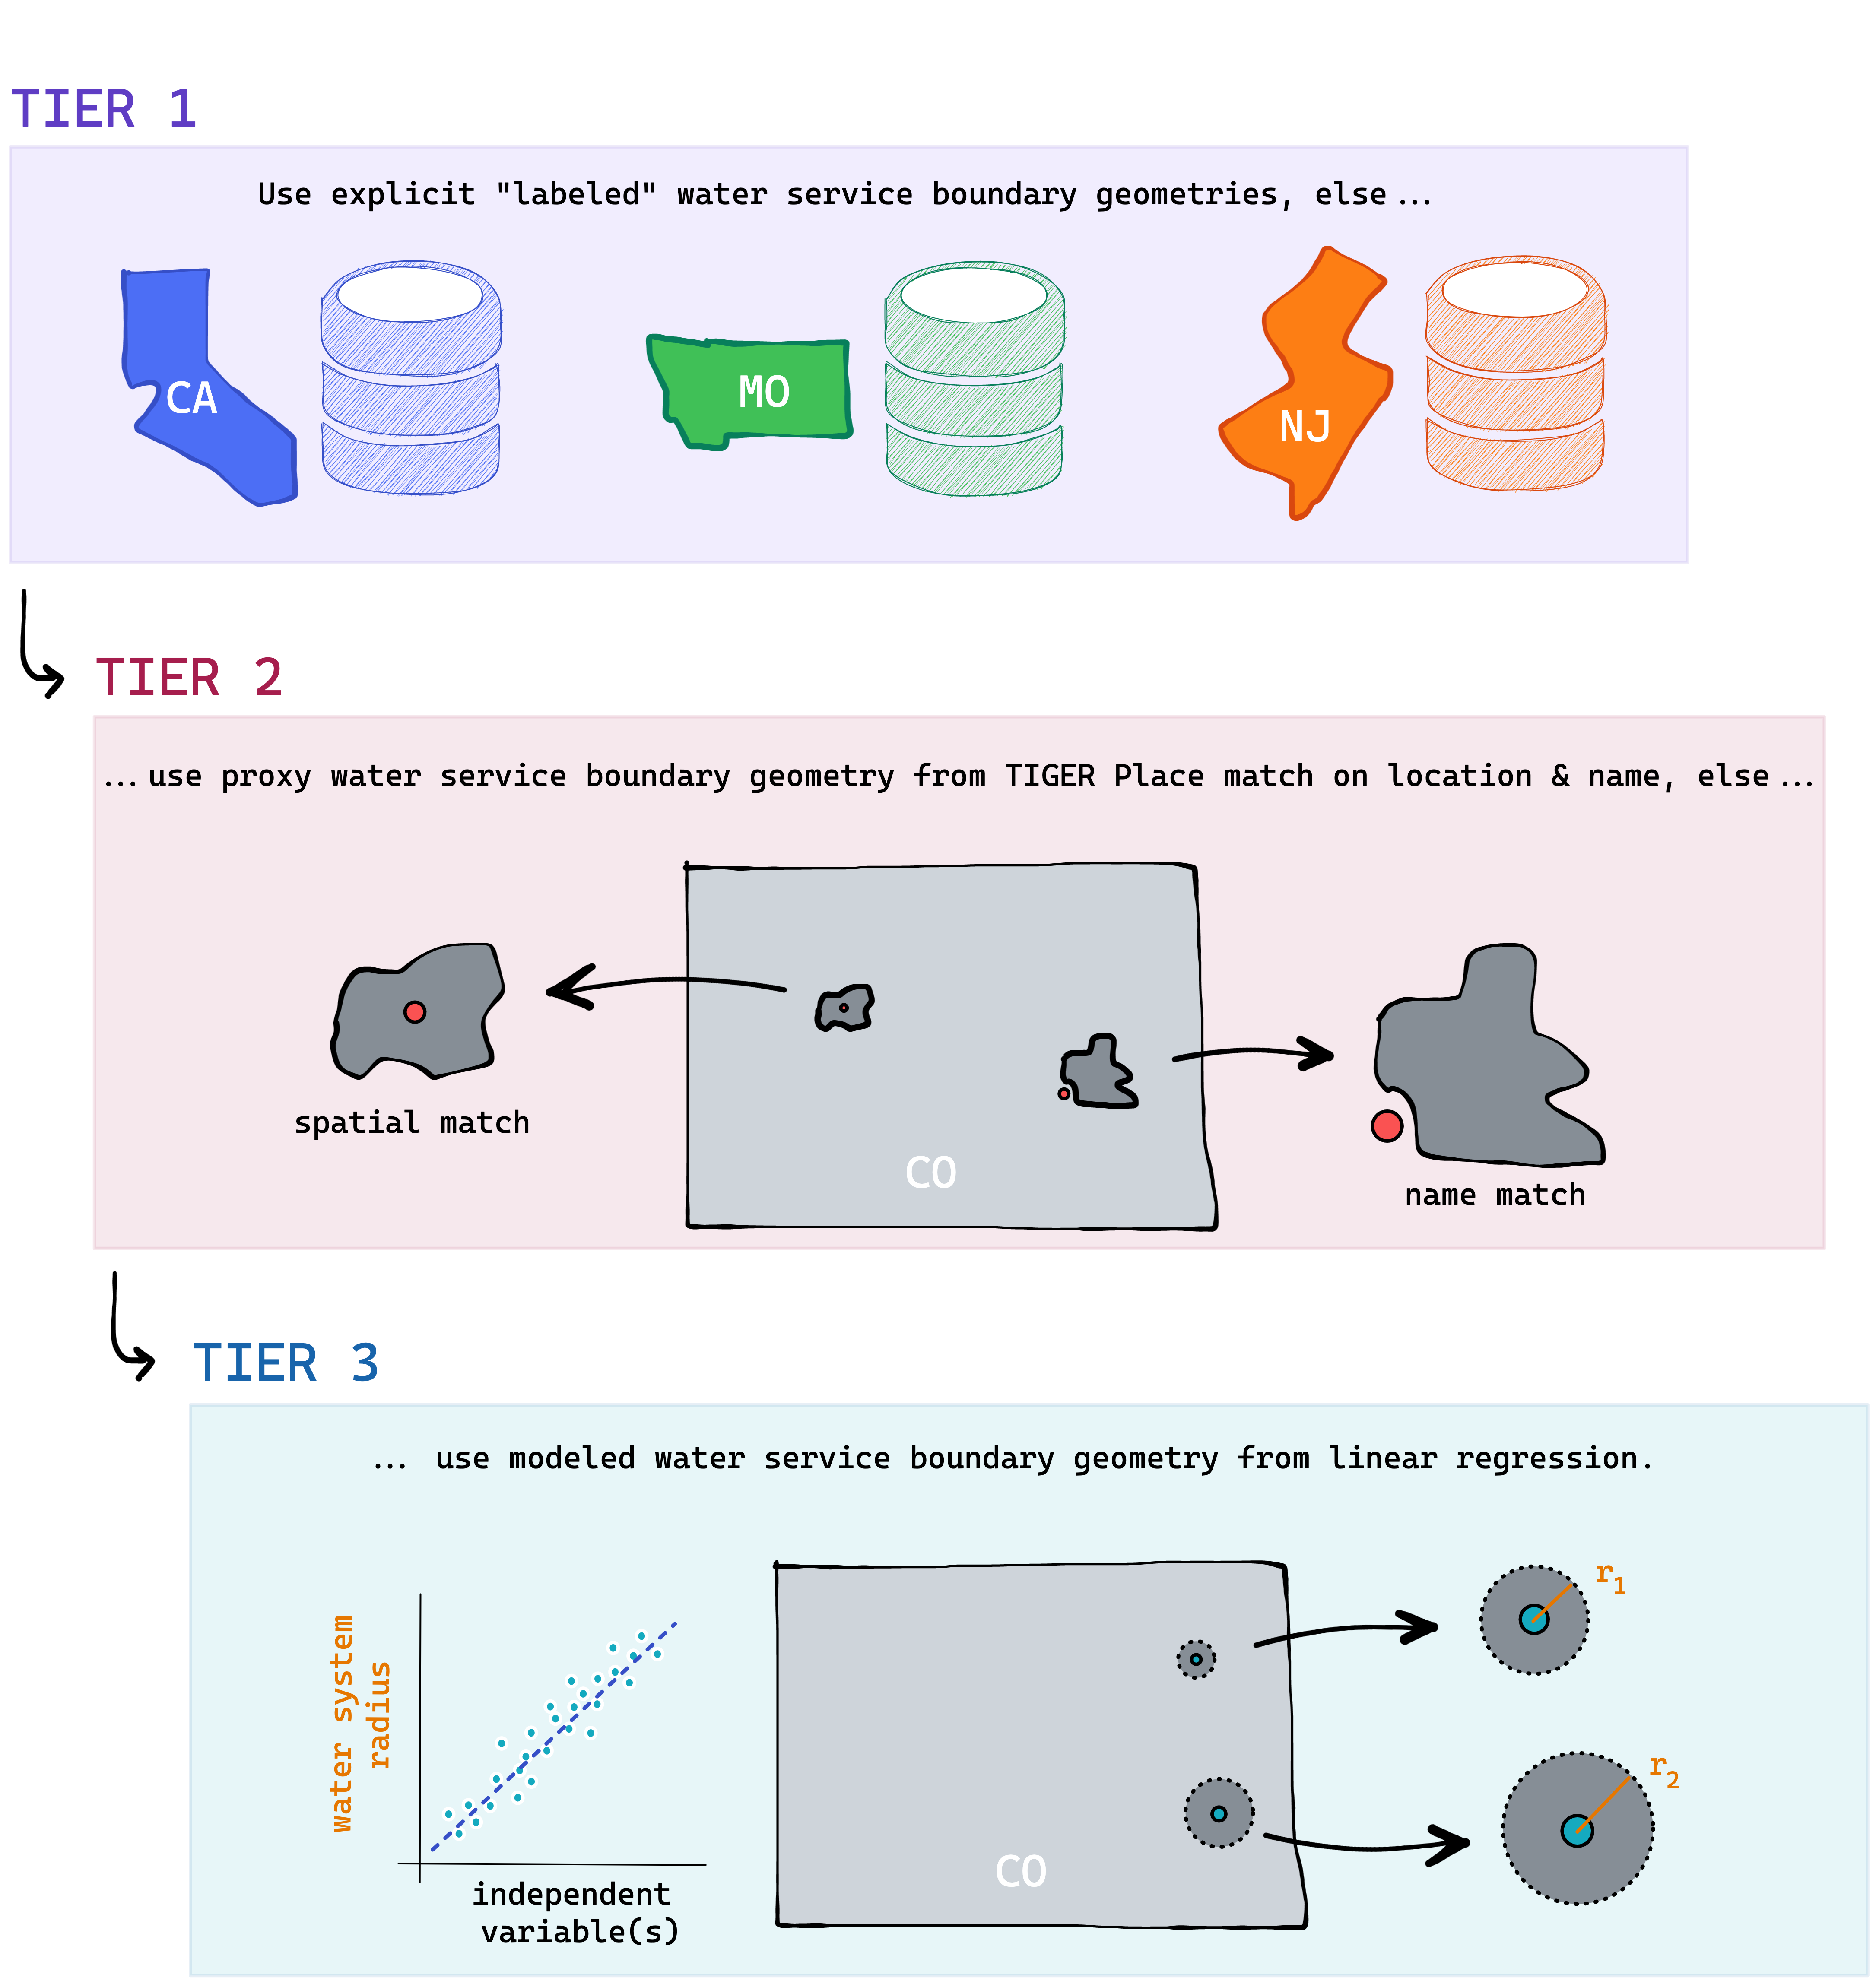 TIER 1
Use explicit "labeled" water service boundary geometries, else ...
CA
MO
NJ
TIER 2
... use proxy water service boundary geometry from TIGER Place match on location & name, else ...
spatial match
CO
name match
TIER 3
... use modeled water service boundary geometry from linear regression.
water system
radius
independent
variable(s)
CO
r1
r2